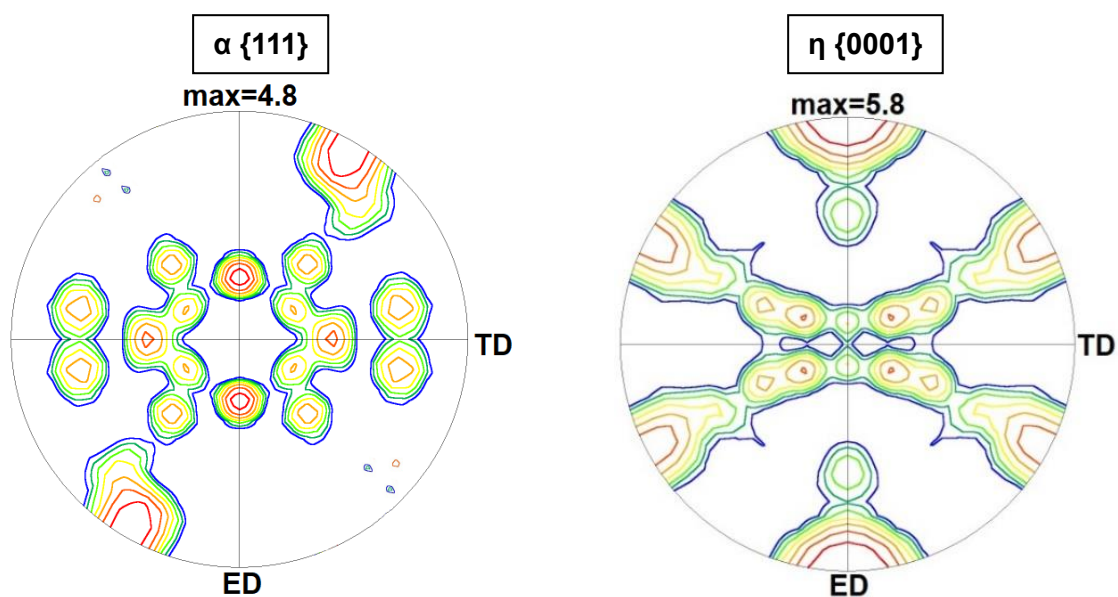 α {111}
max=4.8
TD
ED
η {0001}
max=5.8
TD
ED